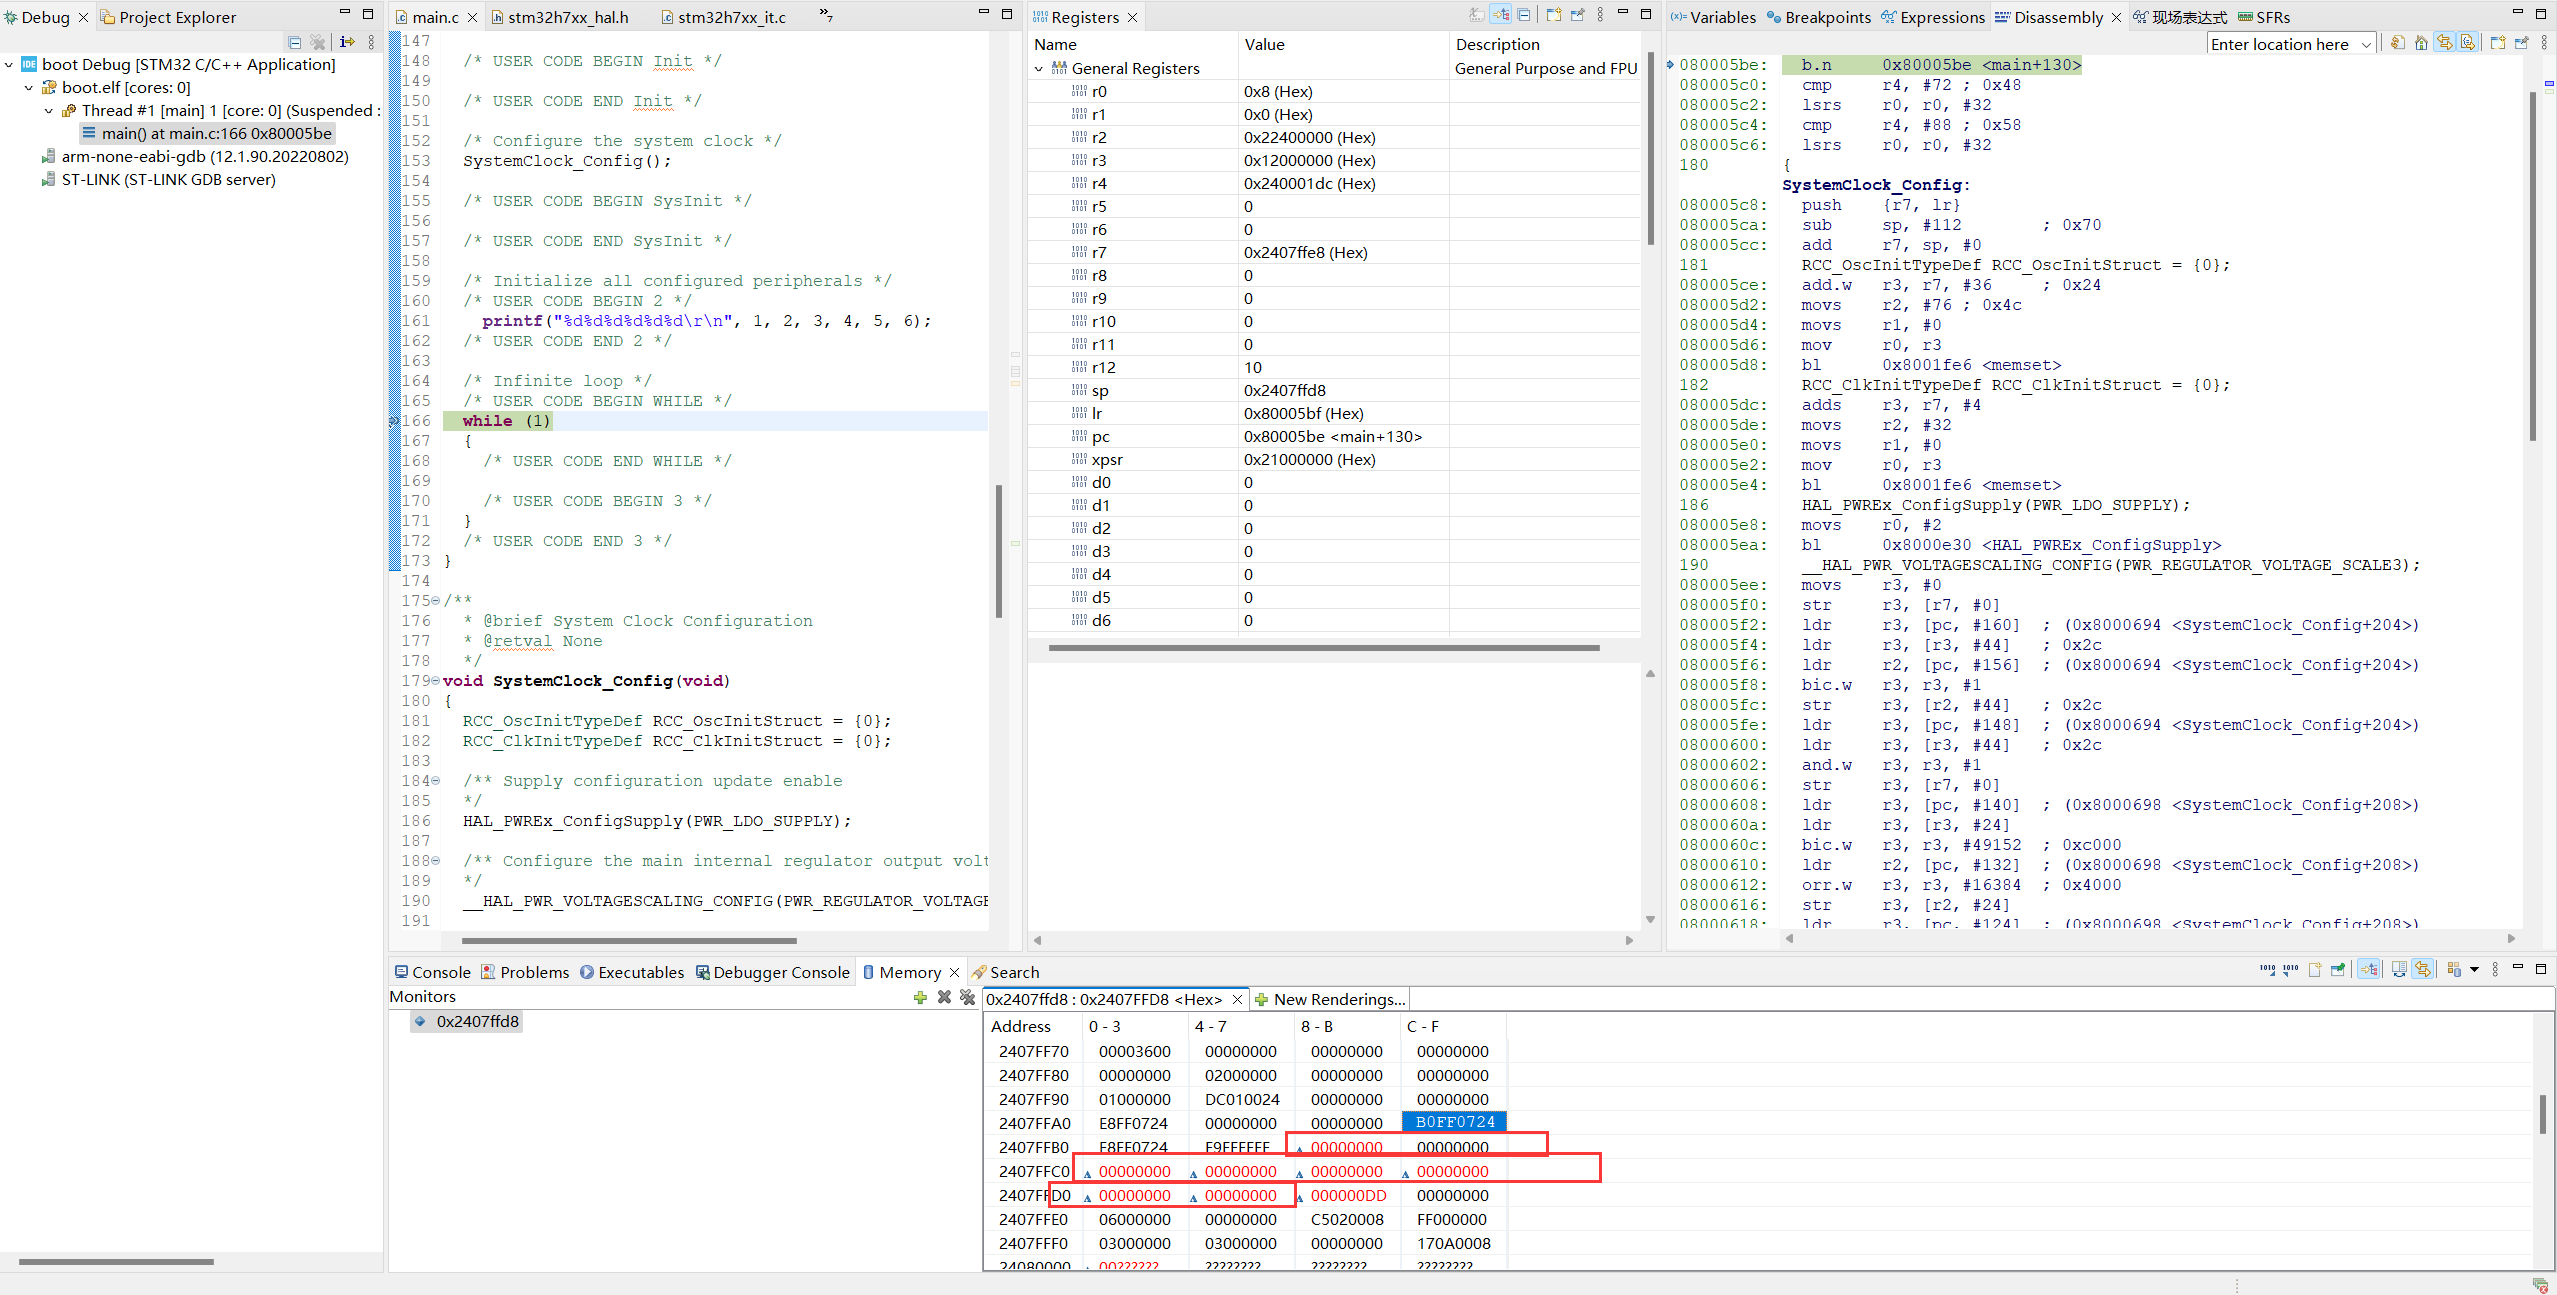 Debug
Project Explorer
boot Debug [STM32 C/C++ Application]
boot.elf [cores: 0]
Thread #1 [main] 1 [core: 0] (Suspended :
main() at main.c:166 0x80005be
arm-none-eabi-gdb (12.1.90.20220802)
ST-LINK (ST-LINK GDB server)
main.c
stm32h7xx_hal.h
stm32h7xx_it.c
»7
147
148 /* USER CODE BEGIN Init */
149
150 /* USER CODE END Init */
151
152 /* Configure the system clock */
153 SystemClock_Config();
154
155 /* USER CODE BEGIN SysInit */
156
157 /* USER CODE END SysInit */
158
159 /* Initialize all configured peripherals */
160 /* USER CODE BEGIN 2 */
161 printf("%d%d%d%d%d%d\r\n", 1, 2, 3, 4, 5, 6);
162 /* USER CODE END 2 */
163
164 /* Infinite loop */
165 /* USER CODE BEGIN WHILE */
166 while (1)
167 {
168 /* USER CODE END WHILE */
169
170 /* USER CODE BEGIN 3 */
171 }
172 /* USER CODE END 3 */
173 }
174
175 /**
176 * @brief System Clock Configuration
177 * @retval None
178 */
179 void SystemClock_Config(void)
180 {
181 RCC_OscInitTypeDef RCC_OscInitStruct = {0};
182 RCC_ClkInitTypeDef RCC_ClkInitStruct = {0};
183
184 /** Supply configuration update enable
185 */
186 HAL_PWREx_ConfigSupply(PWR_LDO_SUPPLY);
187
188 /** Configure the main internal regulator output volt
189 */
190 __HAL_PWR_VOLTAGESCALING_CONFIG(PWR_REGULATOR_VOLTAGE
191
Registers
Name Value Description
General Registers General Purpose and FPU
r0 0x8 (Hex)
r1 0x0 (Hex)
r2 0x22400000 (Hex)
r3 0x12000000 (Hex)
r4 0x240001dc (Hex)
r5 0
r6 0
r7 0x2407ffe8 (Hex)
r8 0
r9 0
r10 0
r11 0
r12 10
sp 0x2407ffd8
lr 0x80005bf (Hex)
pc 0x80005be <main+130>
xpsr 0x21000000 (Hex)
d0 0
d1 0
d2 0
d3 0
d4 0
d5 0
d6 0
Variables
Breakpoints
Expressions
Disassembly
现场表达式
SFRs
Enter location here
080005be: b.n 0x80005be <main+130>
080005c0: cmp r4, #72 ; 0x48
080005c2: lsrs r0, r0, #32
080005c4: cmp r4, #88 ; 0x58
080005c6: lsrs r0, r0, #32
180 {
SystemClock_Config:
080005c8: push {r7, lr}
080005ca: sub sp, #112 ; 0x70
080005cc: add r7, sp, #0
181 RCC_OscInitTypeDef RCC_OscInitStruct = {0};
080005ce: add.w r3, r7, #36 ; 0x24
080005d2: movs r2, #76 ; 0x4c
080005d4: movs r1, #0
080005d6: mov r0, r3
080005d8: bl 0x8001fe6 <memset>
182 RCC_ClkInitTypeDef RCC_ClkInitStruct = {0};
080005dc: adds r3, r7, #4
080005de: movs r2, #32
080005e0: movs r1, #0
080005e2: mov r0, r3
080005e4: bl 0x8001fe6 <memset>
186 HAL_PWREx_ConfigSupply(PWR_LDO_SUPPLY);
080005e8: movs r0, #2
080005ea: bl 0x8000e30 <HAL_PWREx_ConfigSupply>
190 __HAL_PWR_VOLTAGESCALING_CONFIG(PWR_REGULATOR_VOLTAGE_SCALE3);
080005ee: movs r3, #0
080005f0: str r3, [r7, #0]
080005f2: ldr r3, [pc, #160] ; (0x8000694 <SystemClock_Config+204>)
080005f4: ldr r3, [r3, #44] ; 0x2c
080005f6: ldr r2, [pc, #156] ; (0x8000694 <SystemClock_Config+204>)
080005f8: bic.w r3, r3, #1
080005fc: str r3, [r2, #44] ; 0x2c
080005fe: ldr r3, [pc, #148] ; (0x8000694 <SystemClock_Config+204>)
08000600: ldr r3, [r3, #44] ; 0x2c
08000602: and.w r3, r3, #1
08000606: str r3, [r7, #0]
08000608: ldr r3, [pc, #140] ; (0x8000698 <SystemClock_Config+208>)
0800060a: ldr r3, [r3, #24]
0800060c: bic.w r3, r3, #49152 ; 0xc000
08000610: ldr r2, [pc, #132] ; (0x8000698 <SystemClock_Config+208>)
08000612: orr.w r3, r3, #16384 ; 0x4000
08000616: str r3, [r2, #24]
08000618: ldr r3, [pc, #124] ; (0x8000698 <SystemClock_Config+208>)
Console
Problems
Executables
Debugger Console
Memory
Search
Monitors
0x2407ffd8
0x2407ffd8 : 0x2407FFD8 <Hex>
New Renderings...
Address 0 - 3 4 - 7 8 - B C - F
2407FF70 00003600 00000000 00000000 00000000
2407FF80 00000000 02000000 00000000 00000000
2407FF90 01000000 DC010024 00000000 00000000
2407FFA0 E8FF0724 00000000 00000000 B0FF0724
2407FFB0 E8FF0724 F9FFFFFF 00000000 00000000
2407FFC0 00000000 00000000 00000000 00000000
2407FFD0 00000000 00000000 000000DD 00000000
2407FFE0 06000000 00000000 C5020008 FF000000
2407FFF0 03000000 03000000 00000000 170A0008
24080000 00?????? ???????? ???????? ????????